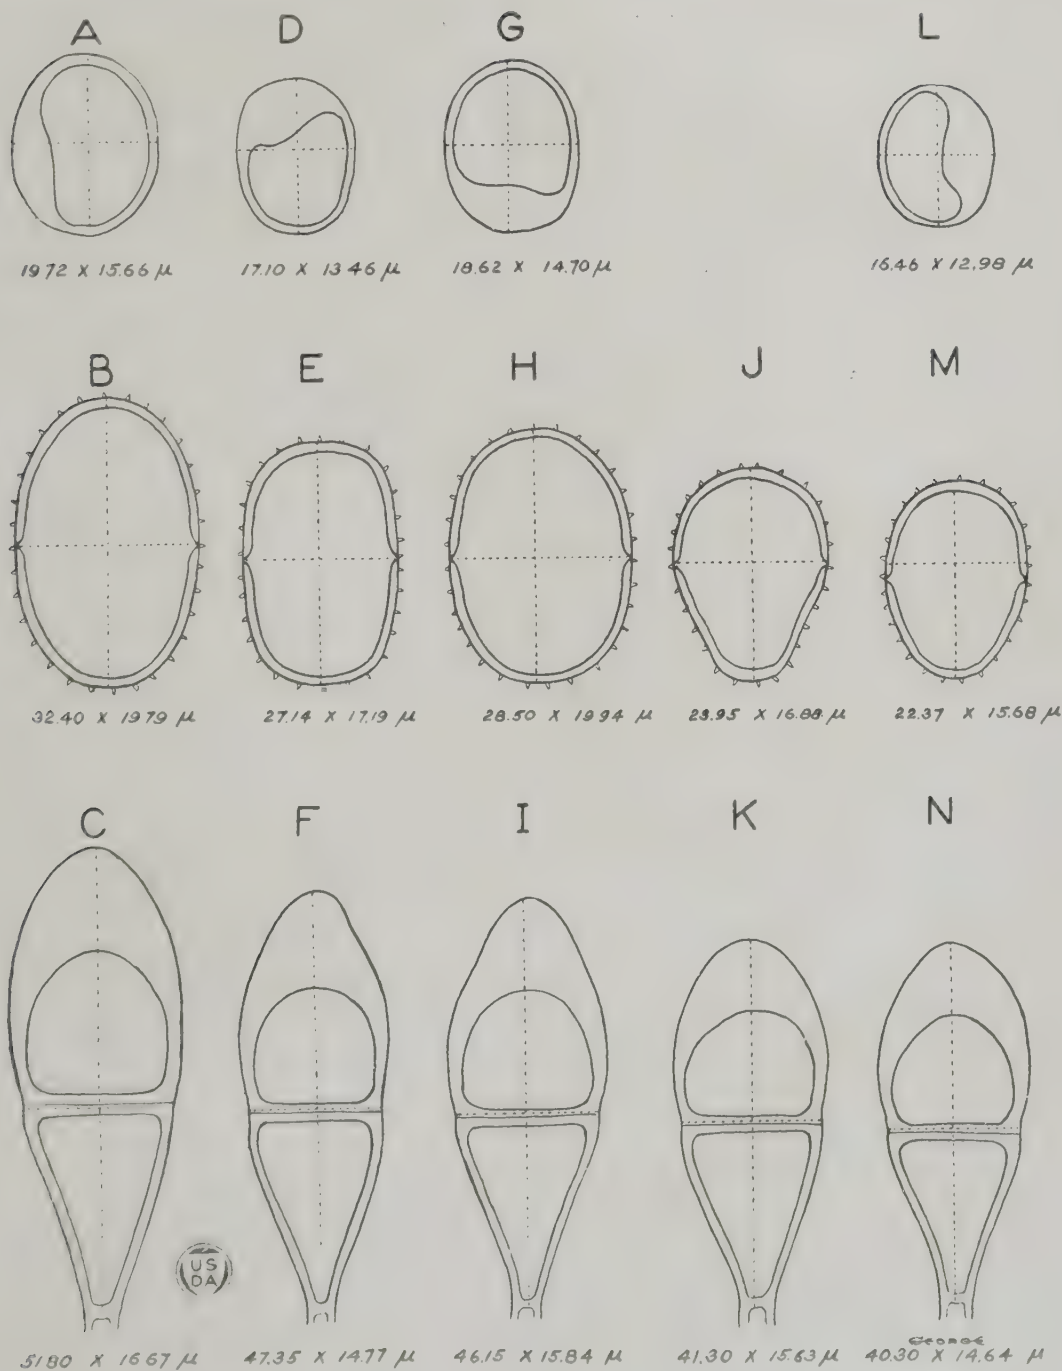 A D G L
19.72 X 15.66 µ 17.10 X 13.46 µ 18.62 X 14.70 µ 16.46 X 12.98 µ
B E H J M
32.40 X 19.79 µ 27.14 X 17.19 µ 28.50 X 19.94 µ 23.95 X 16.88 µ 22.37 X 15.68 µ
C F I K N
US
DA
GEORGE
51.80 X 16.67 µ 47.35 X 14.77 µ 46.15 X 15.84 µ 41.30 X 15.63 µ 40.30 X 14.64 µ